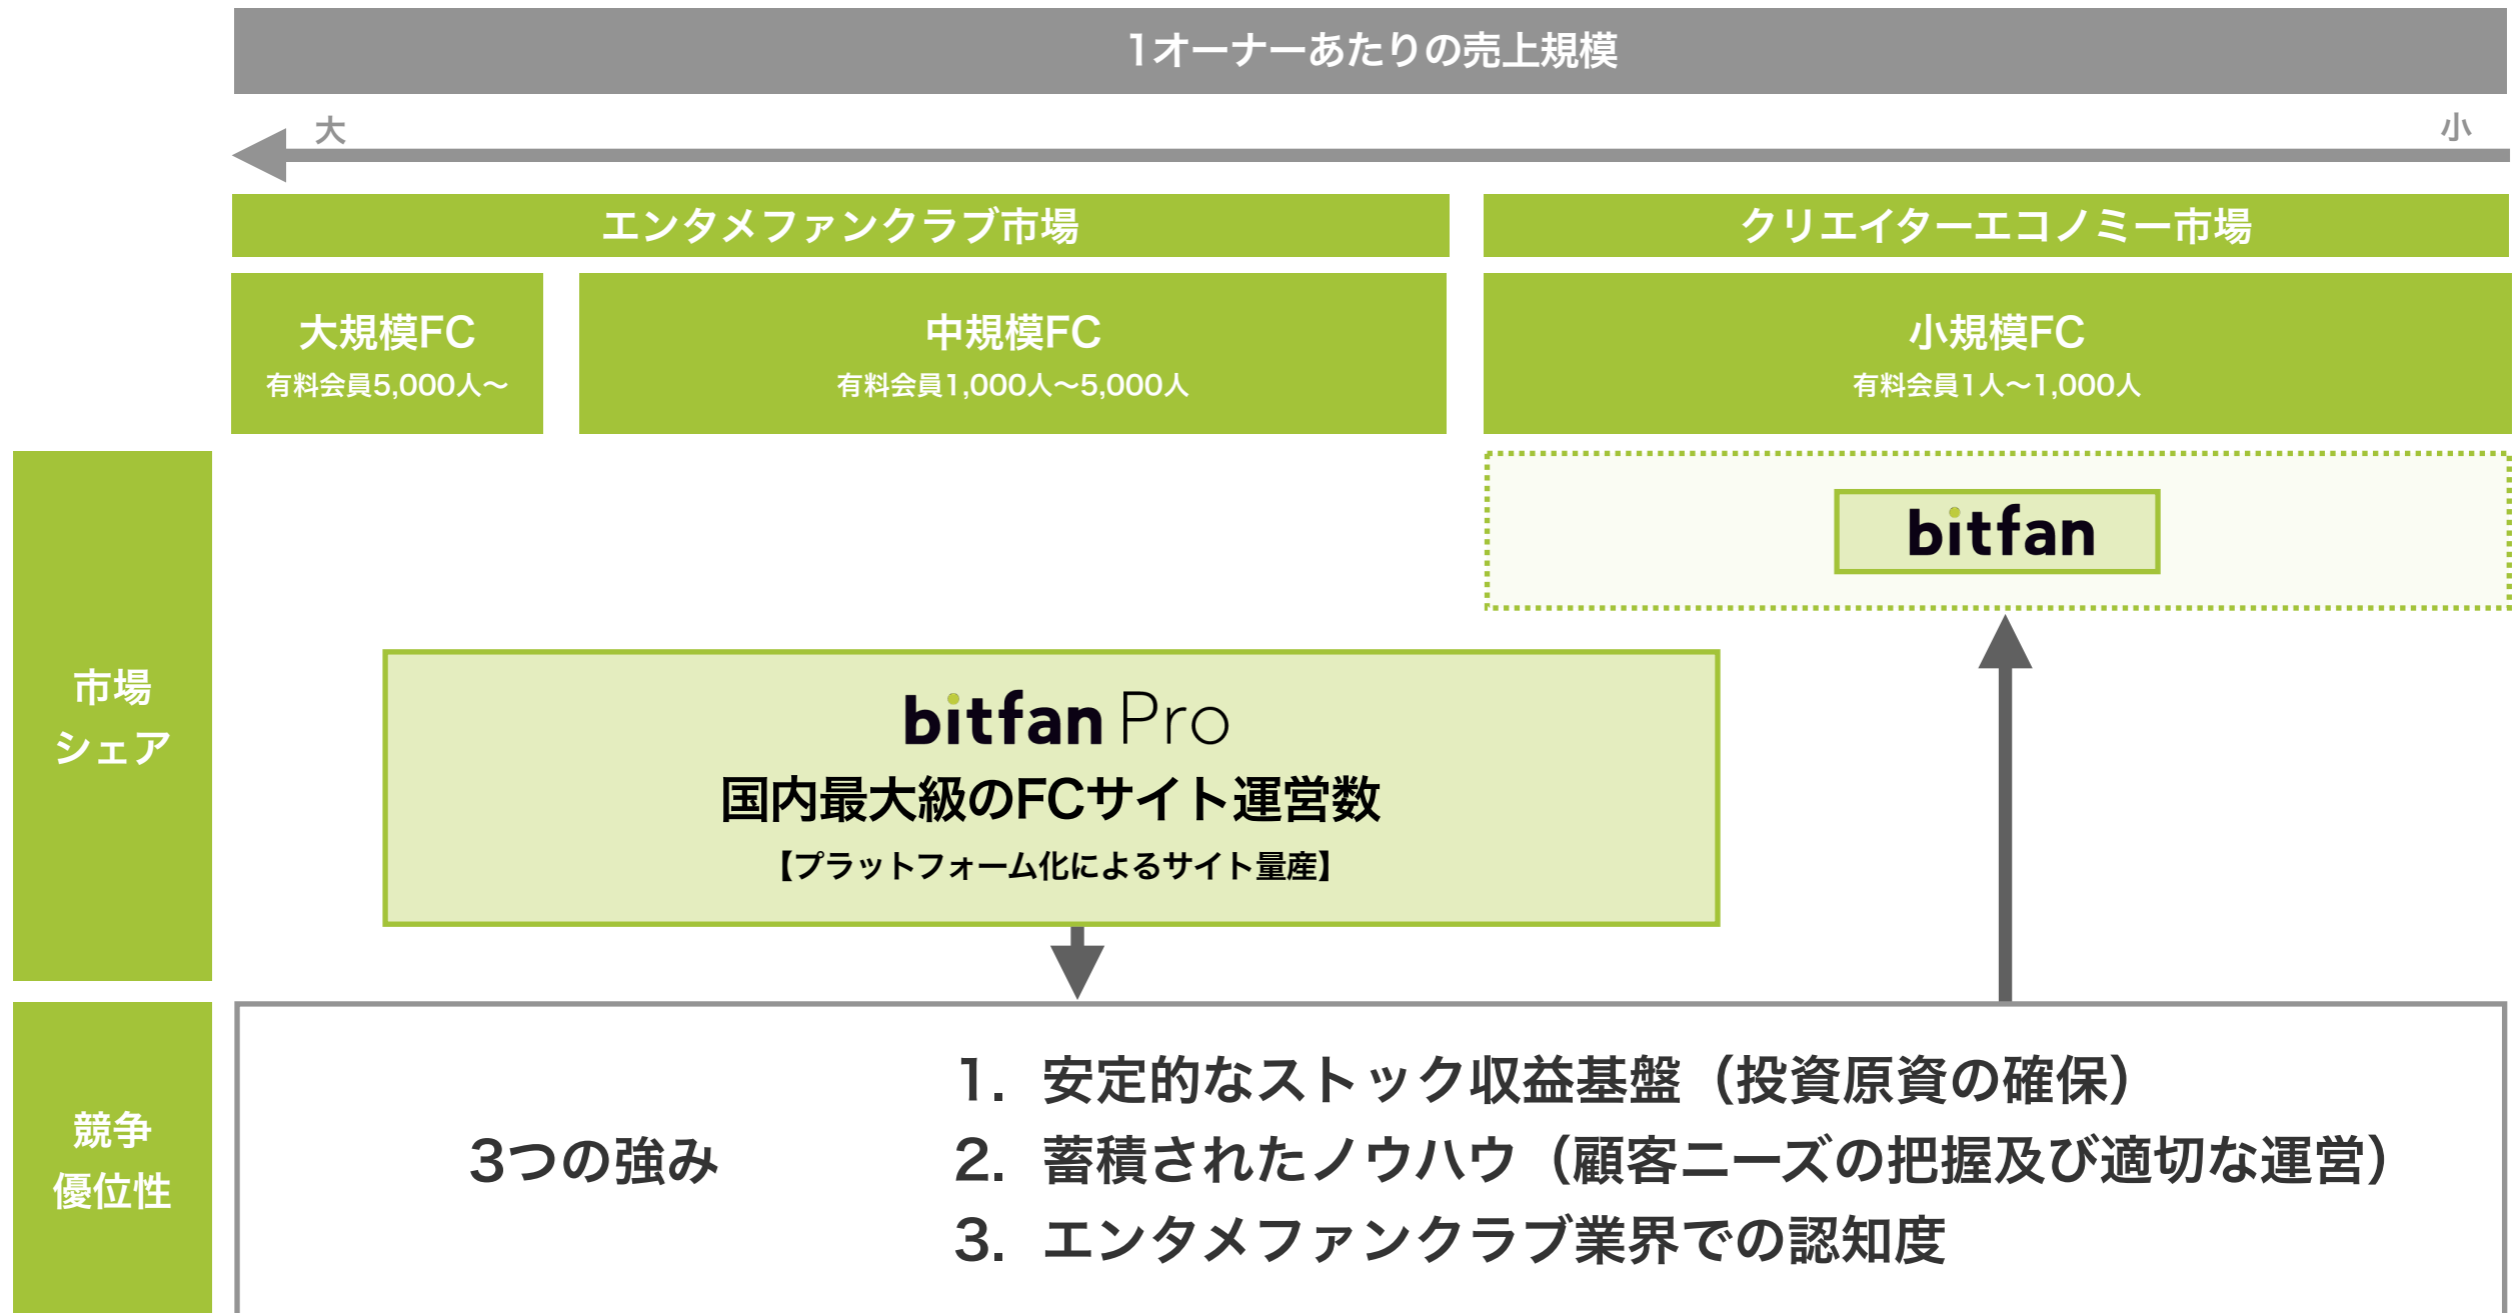 1オーナーあたりの売上規模
大
小
エンタメファンクラブ市場
クリエイターエコノミー市場
大規模FC
有料会員5,000人〜
中規模FC
有料会員1,000人〜5,000人
小規模FC
有料会員1人〜1,000人
市場
シェア
bitfan
bitfan Pro
国内最大級のFCサイト運営数
【プラットフォーム化によるサイト量産】
競争
優位性
3つの強み
1. 安定的なストック収益基盤（投資原資の確保）
2. 蓄積されたノウハウ（顧客ニーズの把握及び適切な運営）
3. エンタメファンクラブ業界での認知度